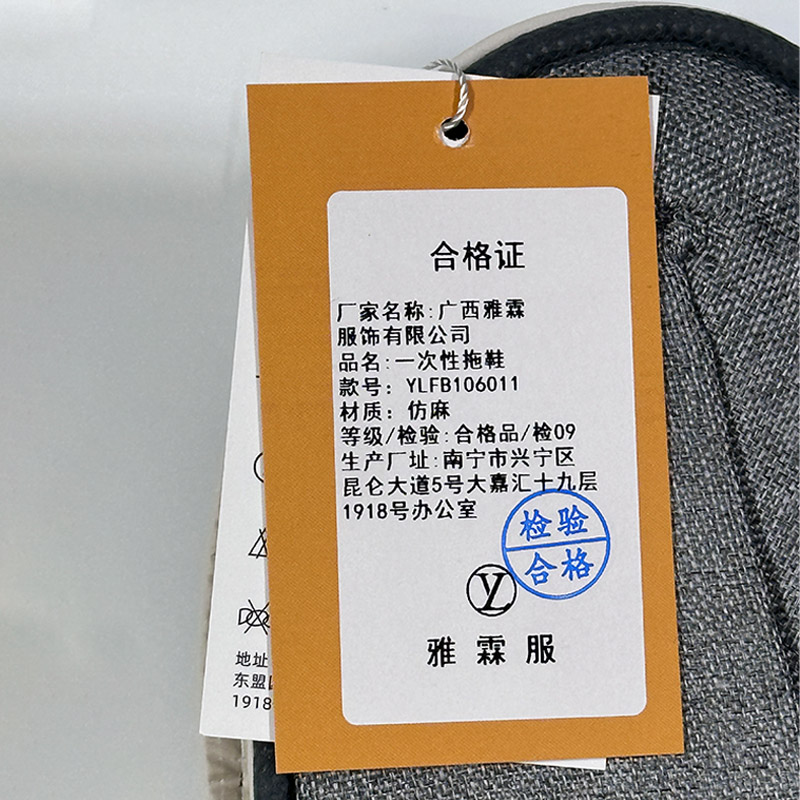 合格证
厂家名称:广西雅霖
服饰有限公司
品名:一次性拖鞋
款号: YLFB106011
材质: 仿麻
等级/检验:合格品/检09
生产厂址:南宁市兴宁区
昆仑大道5号大嘉汇十九层
1918号办公室
检验
合格
Y
雅霖服
地址
东盟
1918